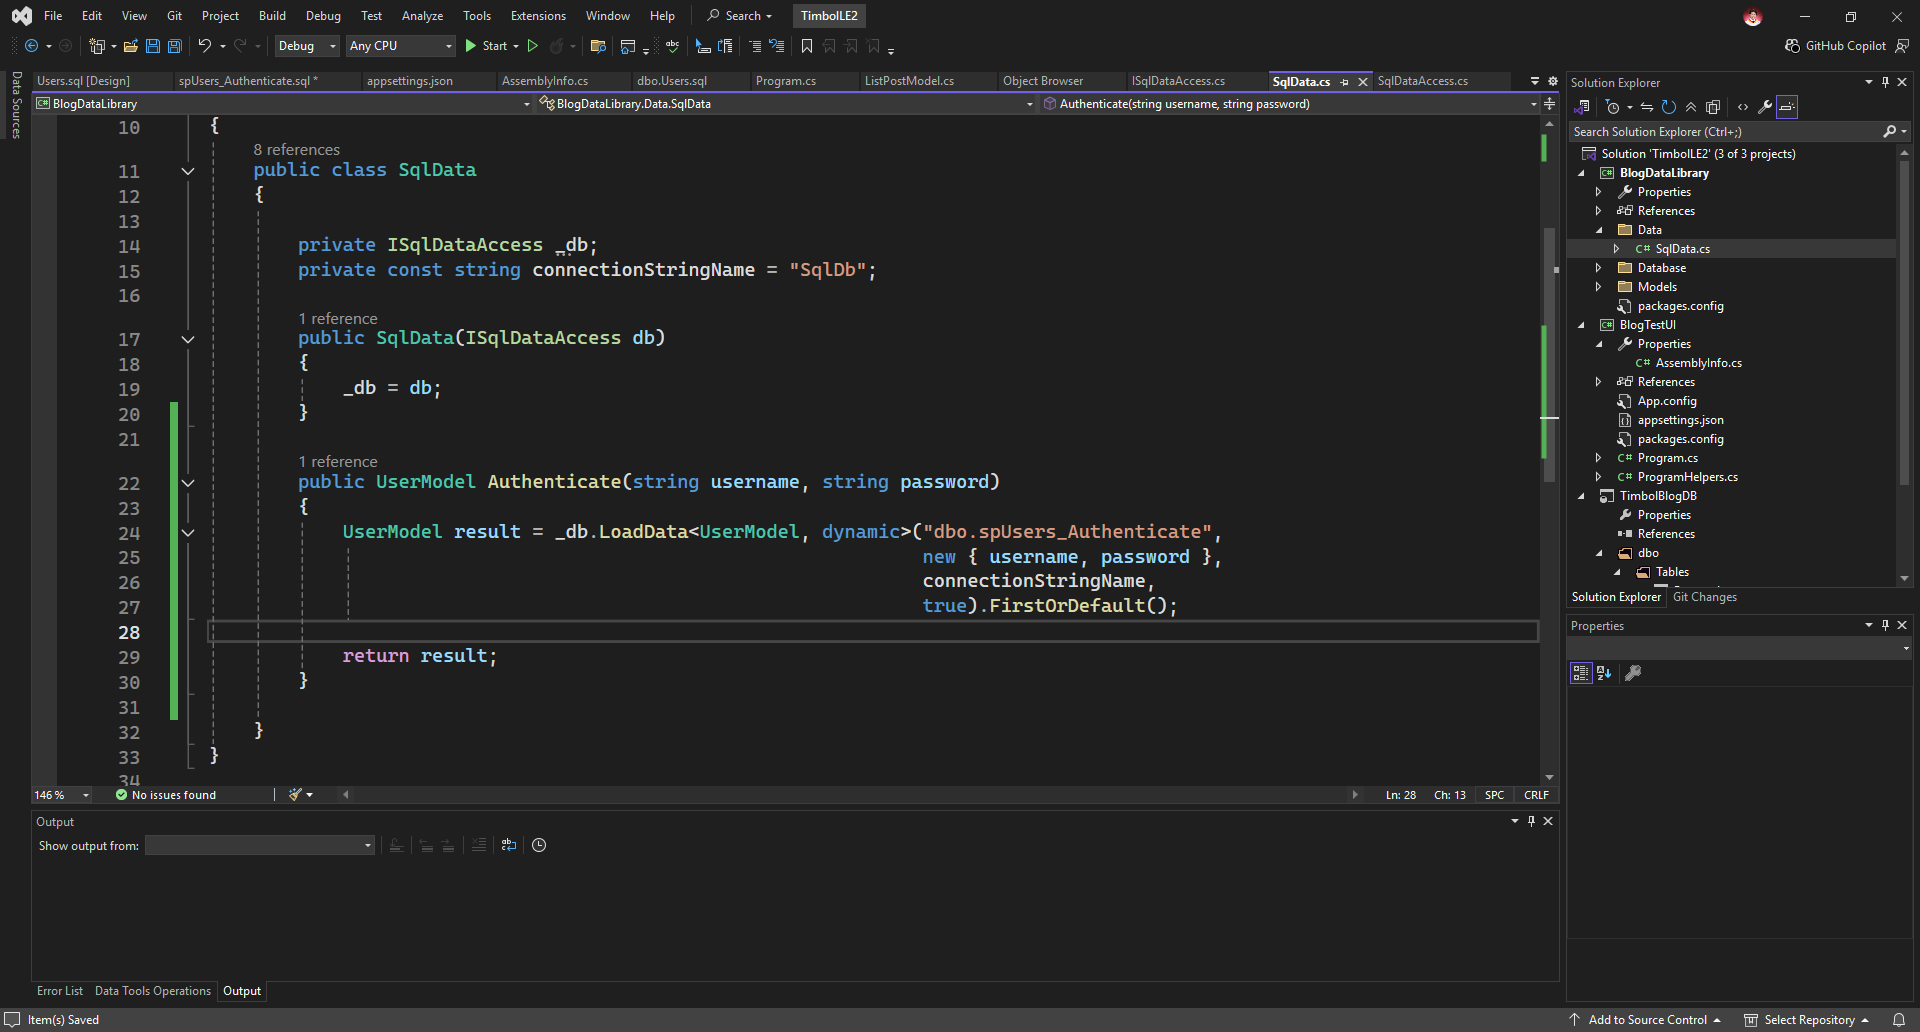 File Edit View Git Project Build Debug Test Analyze Tools Extensions Window Help Search TimbolLE2
Debug Any CPU Start GitHub Copilot
Data Sources
Users.sql [Design] spUsers_Authenticate.sql * appsettings.json AssemblyInfo.cs dbo.Users.sql Program.cs ListPostModel.cs Object Browser ISqlDataAccess.cs SqlData.cs SqlDataAccess.cs
BlogDataLibrary BlogDataLibrary.Data.SqlData Authenticate(string username, string password)
10 {
8 references
11 public class SqlData
12 {
13
14 private ISqlDataAccess _db;
15 private const string connectionStringName = "SqlDb";
16
1 reference
17 public SqlData(ISqlDataAccess db)
18 {
19 _db = db;
20 }
21
1 reference
22 public UserModel Authenticate(string username, string password)
23 {
24 UserModel result = _db.LoadData<UserModel, dynamic>("dbo.spUsers_Authenticate",
25 new { username, password },
26 connectionStringName,
27 true).FirstOrDefault();
28
29 return result;
30 }
31
32 }
33 }
34
146 % No issues found Ln: 28 Ch: 13 SPC CRLF
Output
Show output from:
Error List Data Tools Operations Output
Solution Explorer
Search Solution Explorer (Ctrl+;)
Solution 'TimbolLE2' (3 of 3 projects)
BlogDataLibrary
Properties
References
Data
C# SqlData.cs
Database
Models
packages.config
BlogTestUI
Properties
C# AssemblyInfo.cs
References
App.config
appsettings.json
packages.config
C# Program.cs
C# ProgramHelpers.cs
TimbolBlogDB
Properties
References
dbo
Tables
Solution Explorer Git Changes
Properties
Item(s) Saved Add to Source Control Select Repository